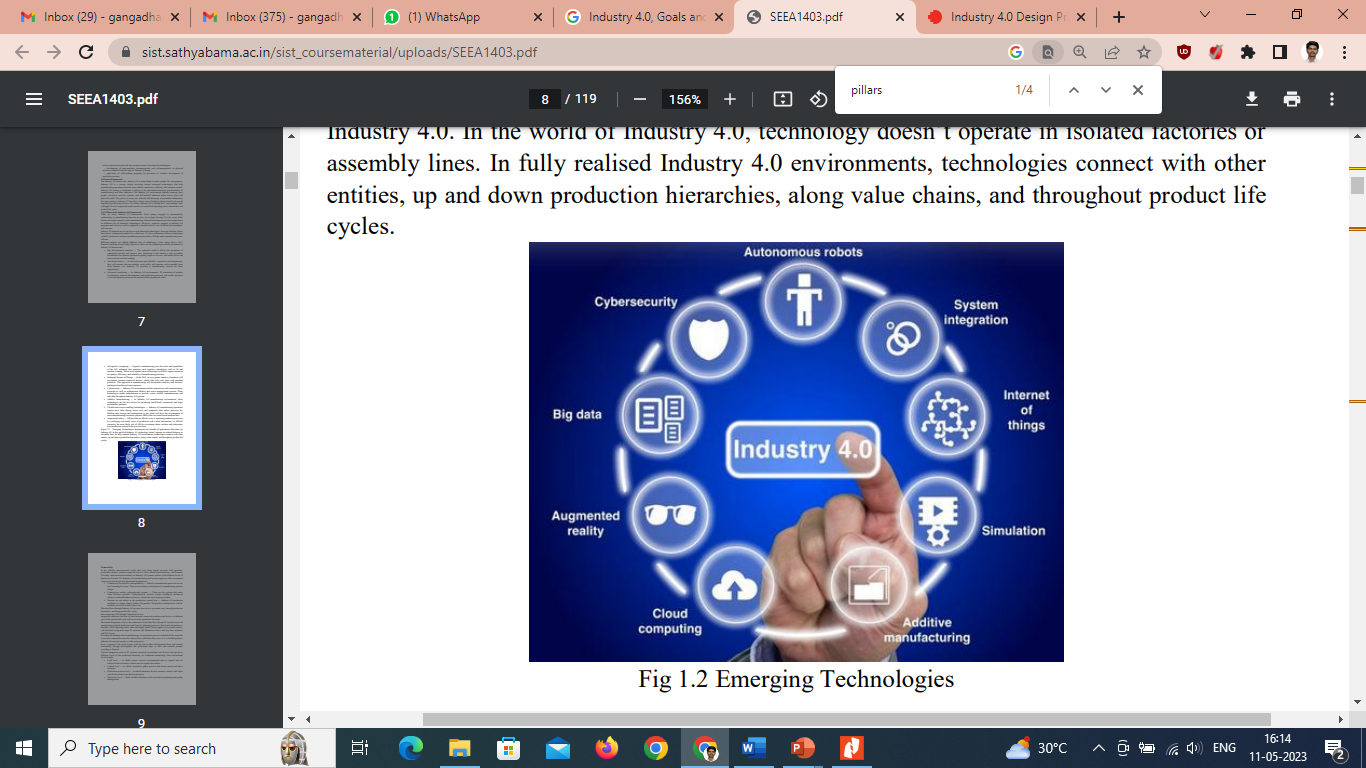 Inbox (29) - gangadha
Inbox (375) - gangadh
(1) WhatsApp
Industry 4.0, Goals and
SEEA1403.pdf
Industry 4.0 Design Pr
sist.sathyabama.ac.in/sist_coursematerial/uploads/SEEA1403.pdf
SEEA1403.pdf
8 / 119
156%
pillars
1/4
Industry 4.0. In the world of Industry 4.0, technology doesn't operate in isolated factories or
assembly lines. In fully realised Industry 4.0 environments, technologies connect with other
entities, up and down production hierarchies, along value chains, and throughout product life
cycles.
Autonomous robots
Cybersecurity
System
integration
Big data
Internet
of
things
Industry 4.0
Augmented
reality
Simulation
Cloud
computing
Additive
manufacturing
Fig 1.2 Emerging Technologies
7
8
9
Type here to search
30°C
ENG
16:14
11-05-2023
2